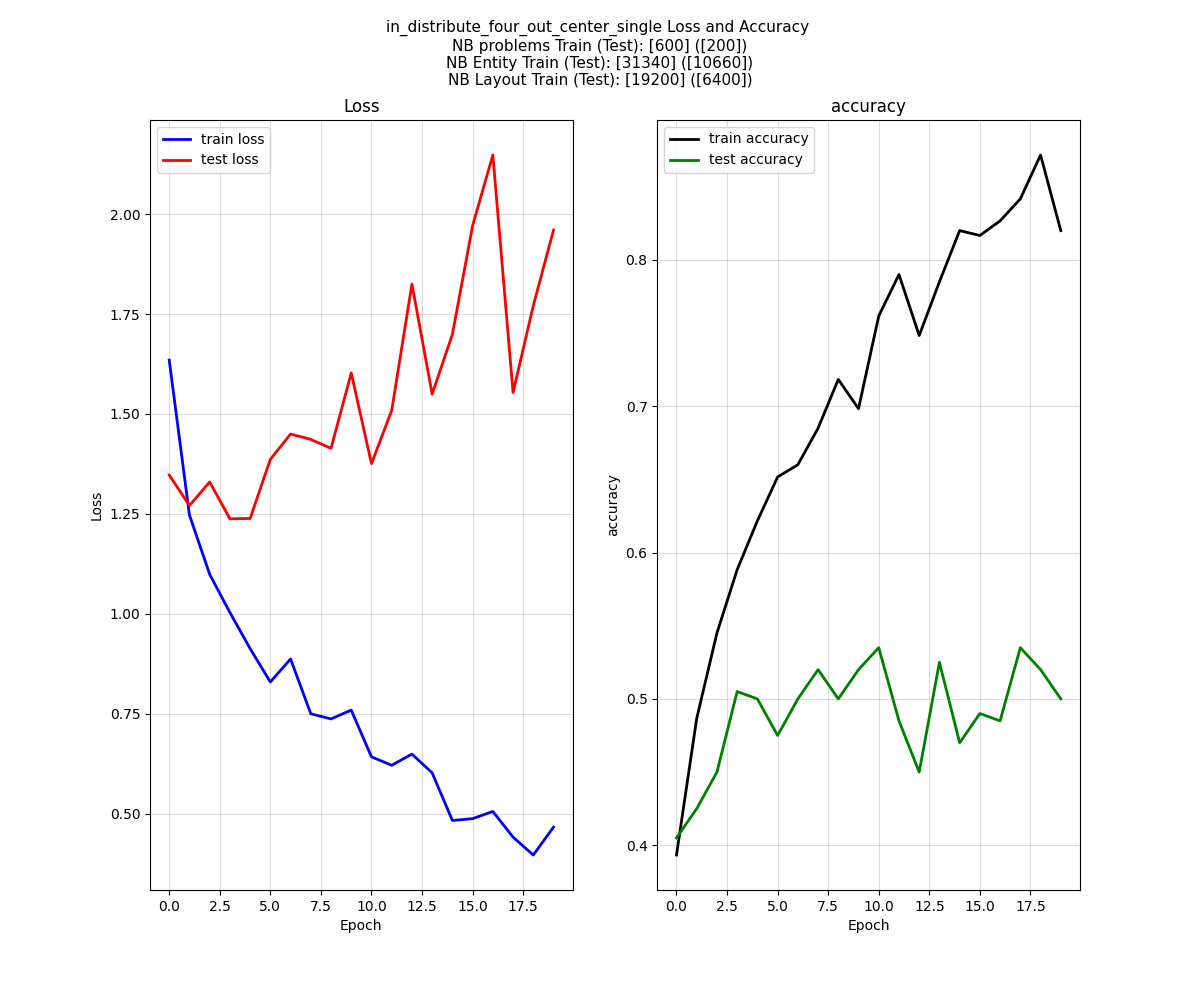 in_distribute_four_out_center_single Loss and Accuracy
NB problems Train (Test): [600] ([200])
NB Entity Train (Test): [31340] ([10660])
NB Layout Train (Test): [19200] ([6400])
Loss
train loss
test loss
2.00
1.75
1.50
1.25
1.00
0.75
0.50
Loss
0.0 2.5 5.0 7.5 10.0 12.5 15.0 17.5
Epoch
accuracy
train accuracy
test accuracy
0.8
0.7
0.6
0.5
0.4
accuracy
0.0 2.5 5.0 7.5 10.0 12.5 15.0 17.5
Epoch